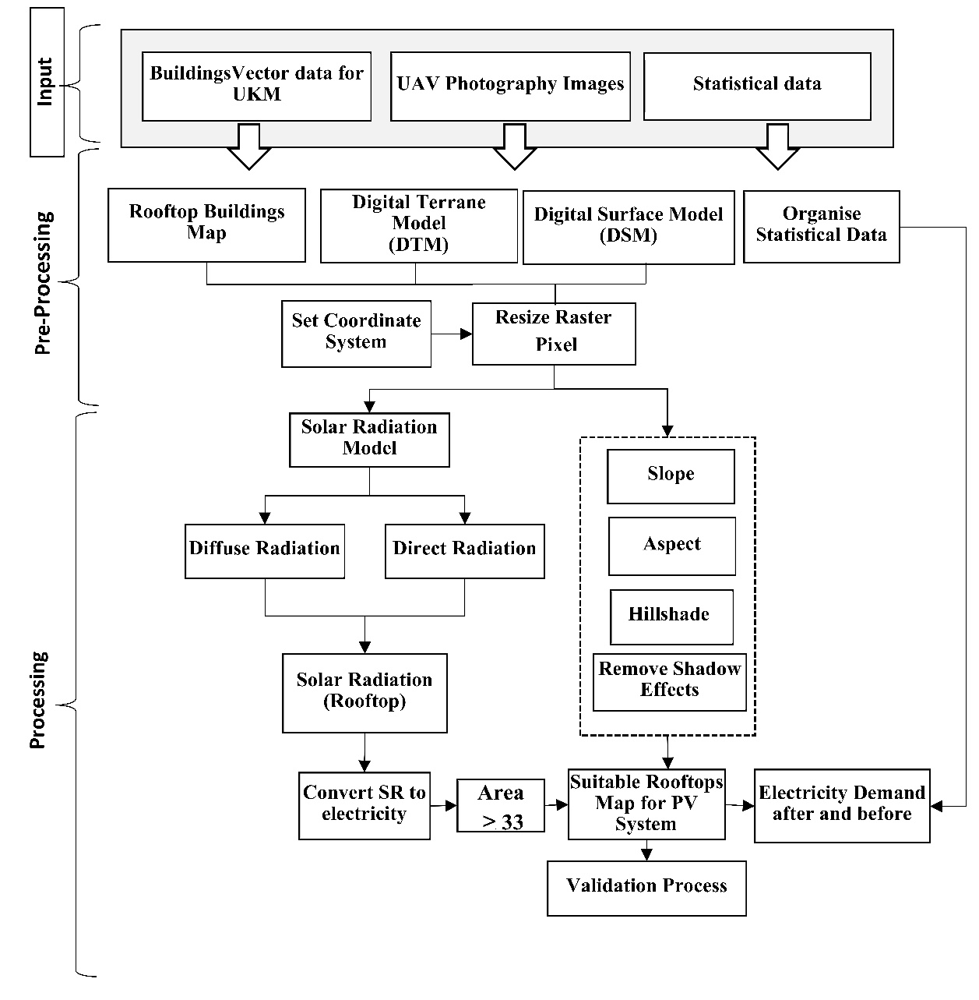 Input
BuildingsVector data for
UKM
UAV Photography Images
Statistical data
Pre-Processing
Rooftop Buildings
Map
Digital Terrane
Model
(DTM)
Digital Surface Model
(DSM)
Organise
Statistical Data
Set Coordinate
System
Resize Raster
Pixel
Processing
Solar Radiation
Model
Slope
Diffuse Radiation
Direct Radiation
Aspect
Hillshade
Remove Shadow
Effects
Solar Radiation
(Rooftop)
Convert SR to
electricity
Area
> 33
Suitable Rooftops
Map for PV
System
Electricity Demand
after and before
Validation Process